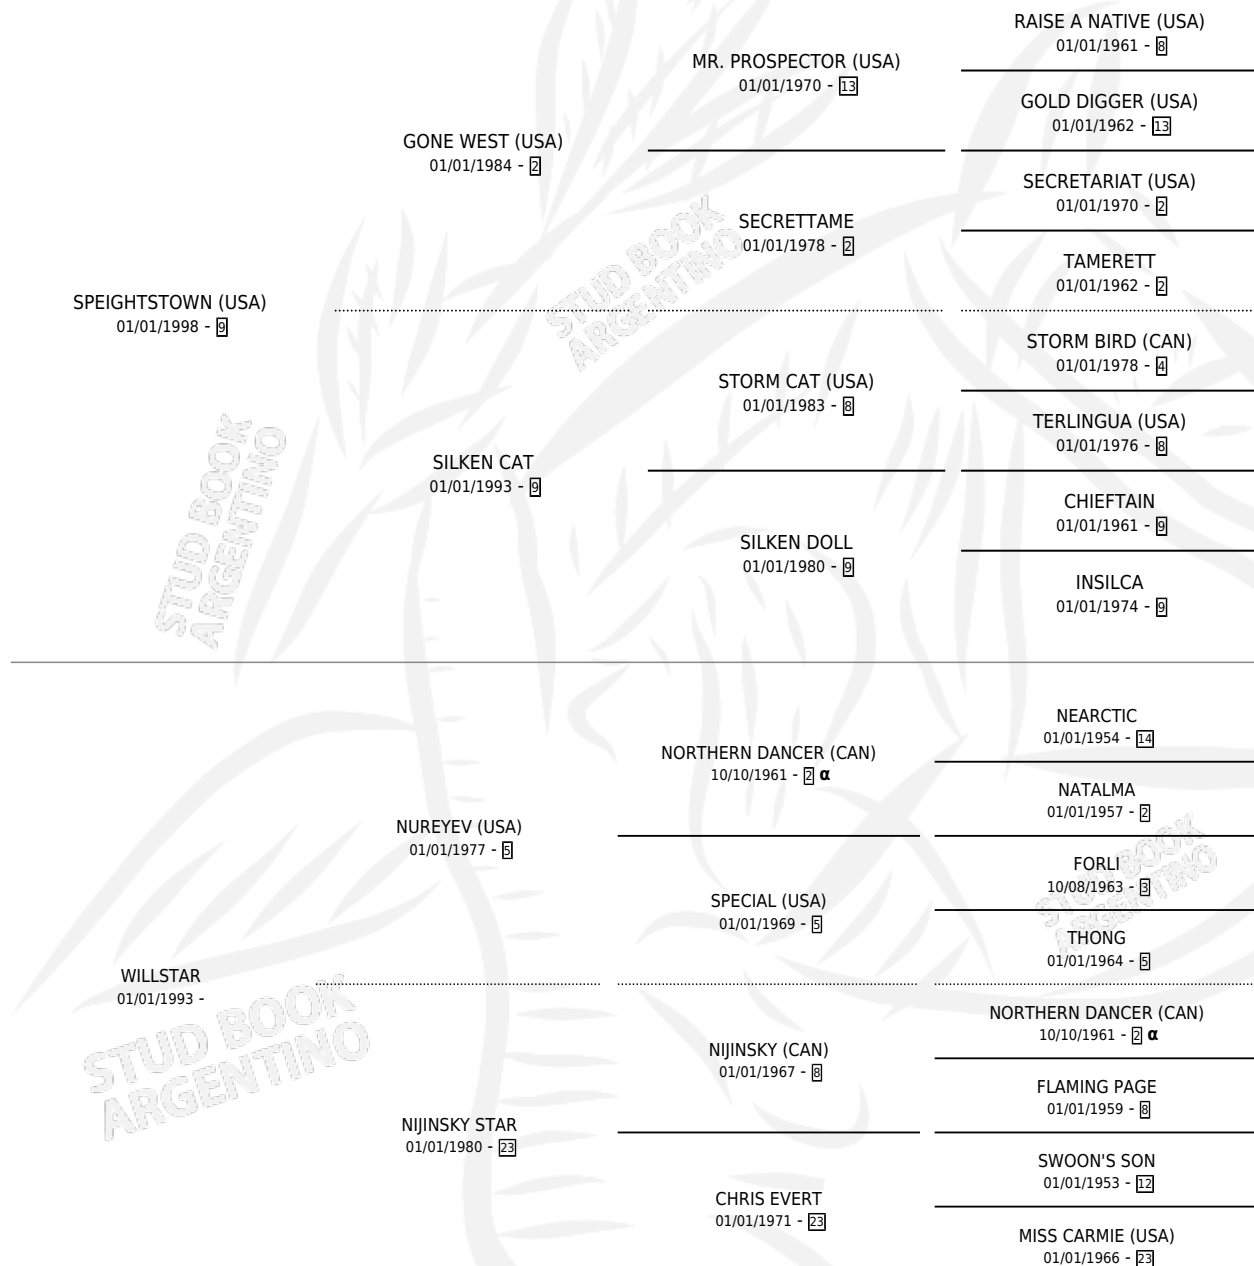 RAISE A NATIVE (USA)
01/01/1961 - 8
MR. PROSPECTOR (USA)
01/01/1970 - 13
GOLD DIGGER (USA)
01/01/1962 - 13
GONE WEST (USA)
01/01/1984 - 2
SECRETARIAT (USA)
01/01/1970 - 2
SECRETTAME
01/01/1978 - 2
TAMERETT
01/01/1962 - 2
SPEIGHTSTOWN (USA)
01/01/1998 - 9
STORM BIRD (CAN)
01/01/1978 - 4
STORM CAT (USA)
01/01/1983 - 8
TERLINGUA (USA)
01/01/1976 - 8
SILKEN CAT
01/01/1993 - 9
CHIEFTAIN
01/01/1961 - 9
SILKEN DOLL
01/01/1980 - 9
INSILCA
01/01/1974 - 9
NEARCTIC
01/01/1954 - 14
NORTHERN DANCER (CAN)
10/10/1961 - 2 α
NATALMA
01/01/1957 - 2
NUREYEV (USA)
01/01/1977 - 5
FORLI
10/08/1963 - 3
SPECIAL (USA)
01/01/1969 - 5
THONG
01/01/1964 - 5
WILLSTAR
01/01/1993 -
NORTHERN DANCER (CAN)
10/10/1961 - 2 α
NIJINSKY (CAN)
01/01/1967 - 8
FLAMING PAGE
01/01/1959 - 8
NIJINSKY STAR
01/01/1980 - 23
SWOON'S SON
01/01/1953 - 12
CHRIS EVERT
01/01/1971 - 23
MISS CARMIE (USA)
01/01/1966 - 23
STUD BOOK
ARGENTINO
STUD BOOK
ARGENTINO
STUD BOOK
ARGENTINO
STUD BOOK
ARGENTINO